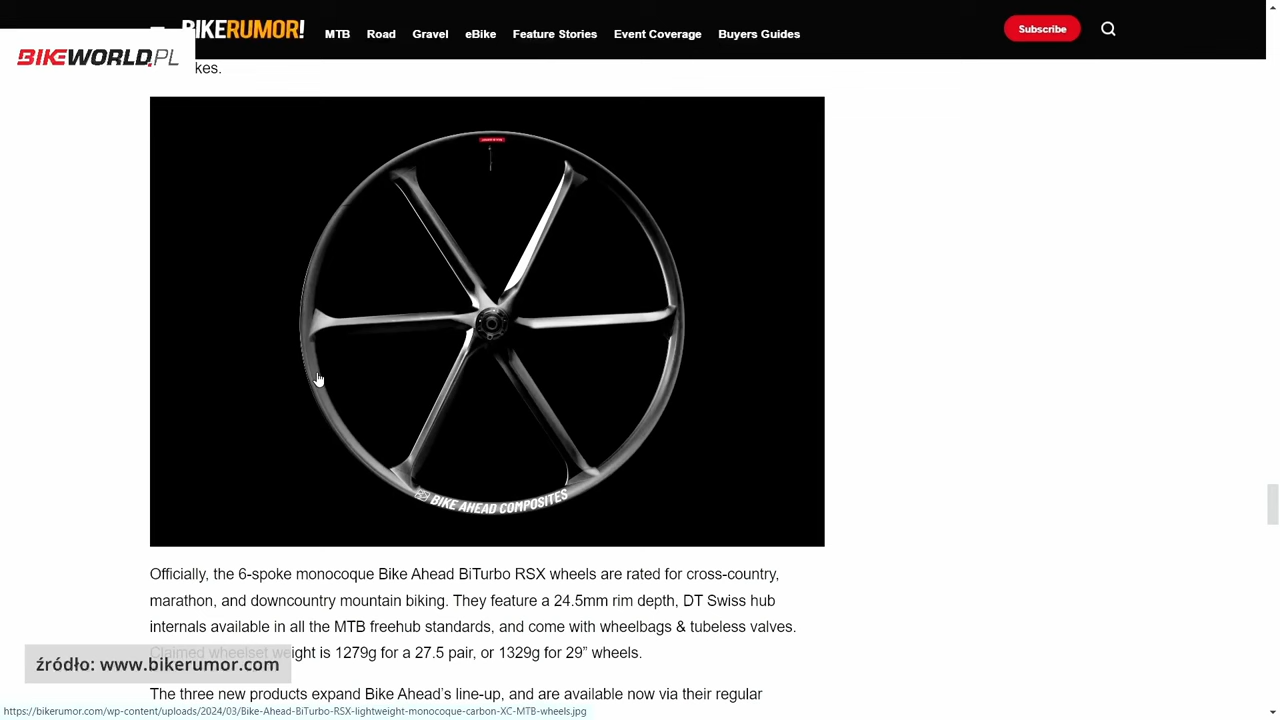 BIKERUMOR!
MTB Road Gravel eBike Feature Stories Event Coverage Buyers Guides
Subscribe
BIKEWORLD.PL
kes.
BIKE AHEAD COMPOSITES
Officially, the 6-spoke monocoque Bike Ahead BiTurbo RSX wheels are rated for cross-country,
marathon, and downcountry mountain biking. They feature a 24.5mm rim depth, DT Swiss hub
internals available in all the MTB freehub standards, and come with wheelbags & tubeless valves.
Claimed wheelset weight is 1279g for a 27.5 pair, or 1329g for 29” wheels.
źródło: www.bikerumor.com
The three new products expand Bike Ahead’s line-up, and are available now via their regular
https://bikerumor.com/wp-content/uploads/2024/03/Bike-Ahead-BiTurbo-RSX-lightweight-monocoque-carbon-XC-MTB-wheels.jpg